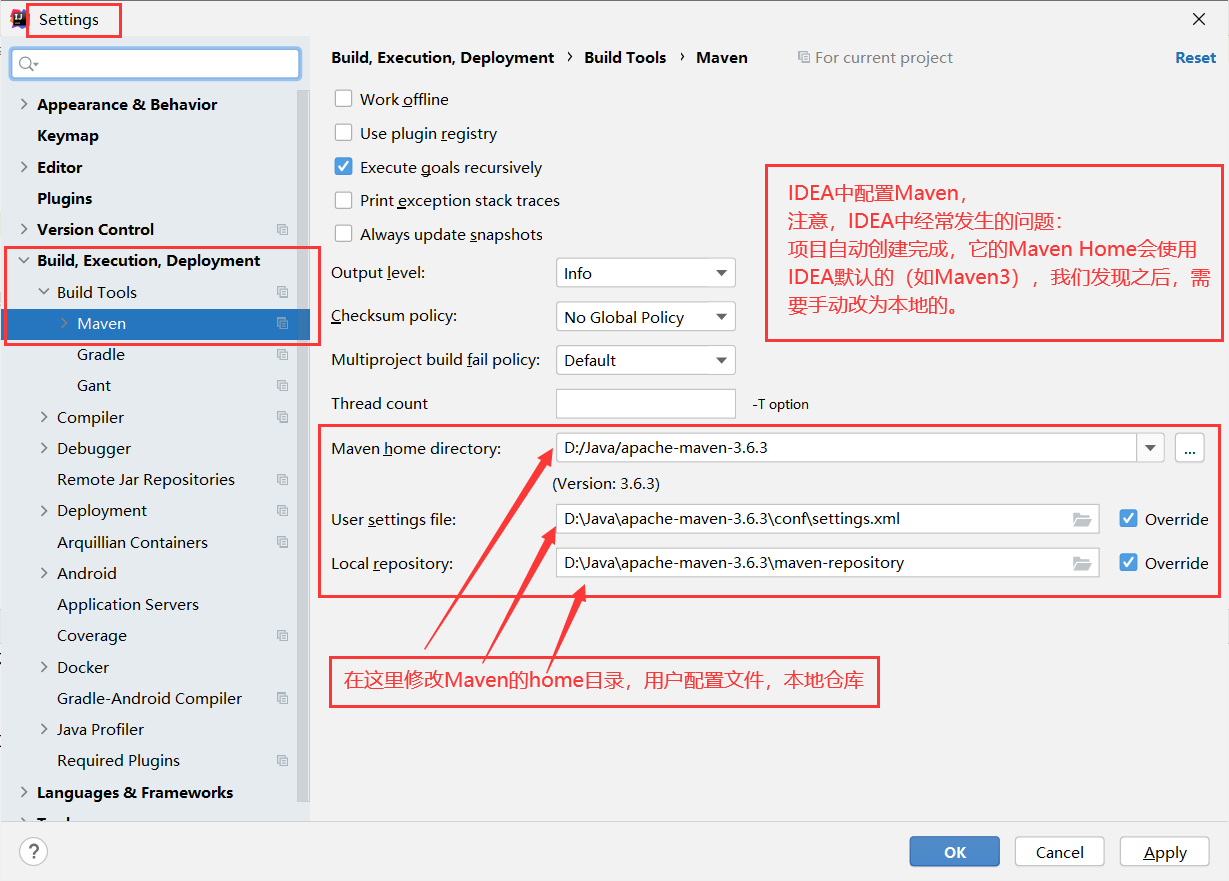 Settings
Build, Execution, Deployment › Build Tools › Maven
For current project
Reset
Appearance & Behavior
Keymap
Editor
Plugins
Version Control
Build, Execution, Deployment
Build Tools
Maven
Gradle
Gant
Compiler
Debugger
Remote Jar Repositories
Deployment
Arquillian Containers
Android
Application Servers
Coverage
Docker
Gradle-Android Compiler
Java Profiler
Required Plugins
Languages & Frameworks
Work offline
Use plugin registry
Execute goals recursively
Print exception stack traces
Always update snapshots
Output level: Info
Checksum policy: No Global Policy
Multiproject build fail policy: Default
Thread count -T option
IDEA中配置Maven，
注意，IDEA中经常发生的问题：
项目自动创建完成，它的Maven Home会使用
IDEA默认的（如Maven3），我们发现之后，需
要手动改为本地的。
Maven home directory: D:/Java/apache-maven-3.6.3 ...
(Version: 3.6.3)
User settings file: D:\Java\apache-maven-3.6.3\conf\settings.xml Override
Local repository: D:\Java\apache-maven-3.6.3\maven-repository Override
在这里修改Maven的home目录，用户配置文件，本地仓库
? OK Cancel Apply